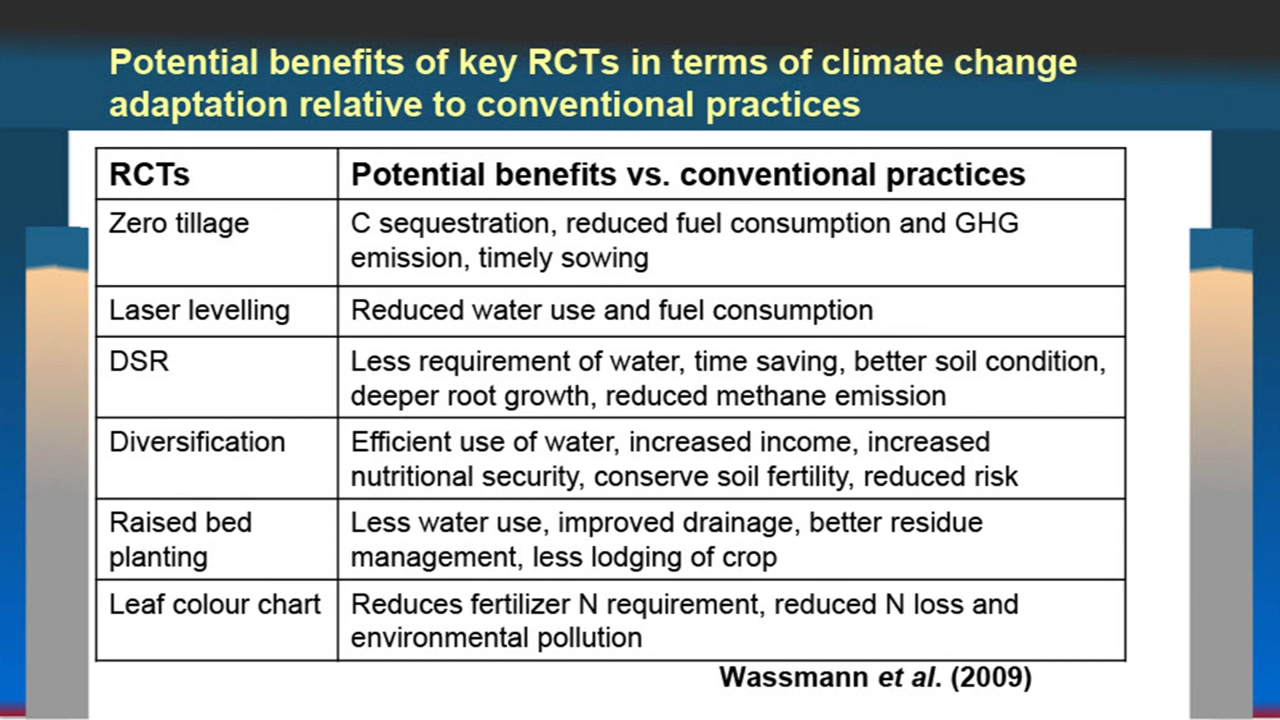 Potential benefits of key RCTs in terms of climate change
adaptation relative to conventional practices
RCTs
Potential benefits vs. conventional practices
Zero tillage
C sequestration, reduced fuel consumption and GHG
emission, timely sowing
Laser levelling
Reduced water use and fuel consumption
DSR
Less requirement of water, time saving, better soil condition,
deeper root growth, reduced methane emission
Diversification
Efficient use of water, increased income, increased
nutritional security, conserve soil fertility, reduced risk
Raised bed
planting
Less water use, improved drainage, better residue
management, less lodging of crop
Leaf colour chart
Reduces fertilizer N requirement, reduced N loss and
environmental pollution
Wassmann et al. (2009)